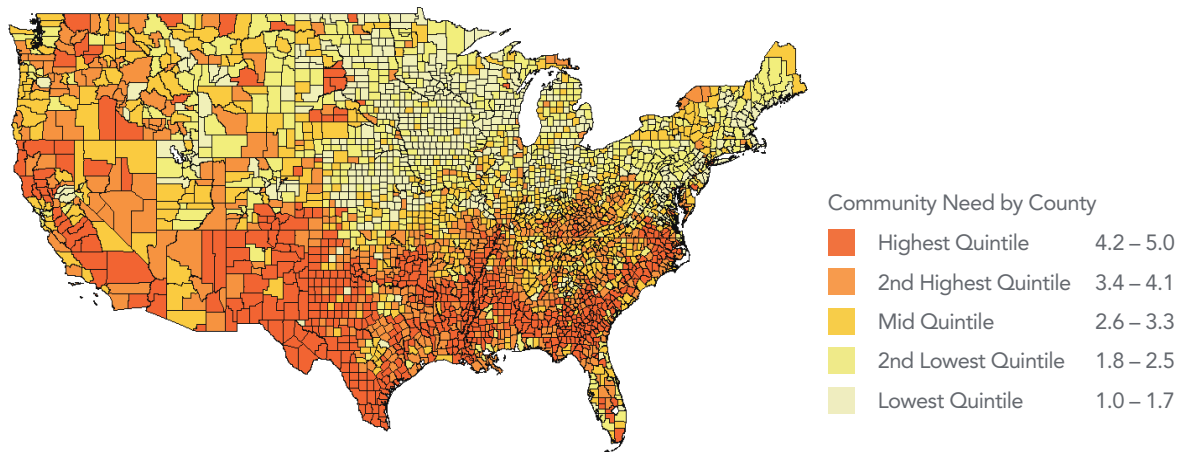 Community Need by County
Highest Quintile 4.2 – 5.0
2nd Highest Quintile 3.4 – 4.1
Mid Quintile 2.6 – 3.3
2nd Lowest Quintile 1.8 – 2.5
Lowest Quintile 1.0 – 1.7